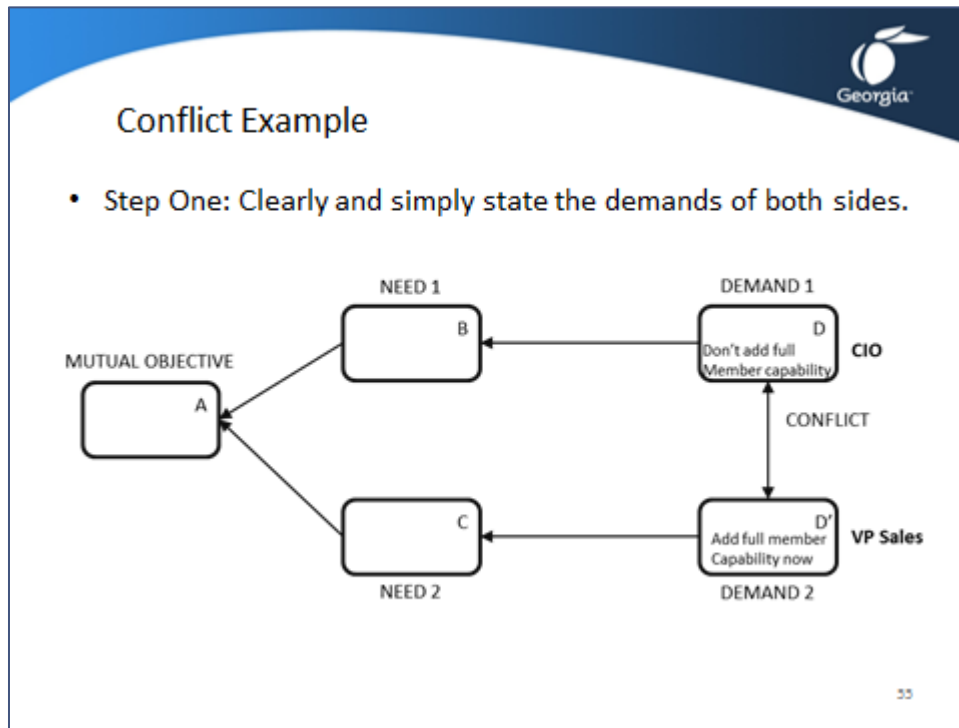 Georgia
Conflict Example
• Step One: Clearly and simply state the demands of both sides.
NEED 1
DEMAND 1
B
D
Don't add full
Member capability
CIO
MUTUAL OBJECTIVE
A
CONFLICT
C
D'
Add full member
Capability now
VP Sales
NEED 2
DEMAND 2